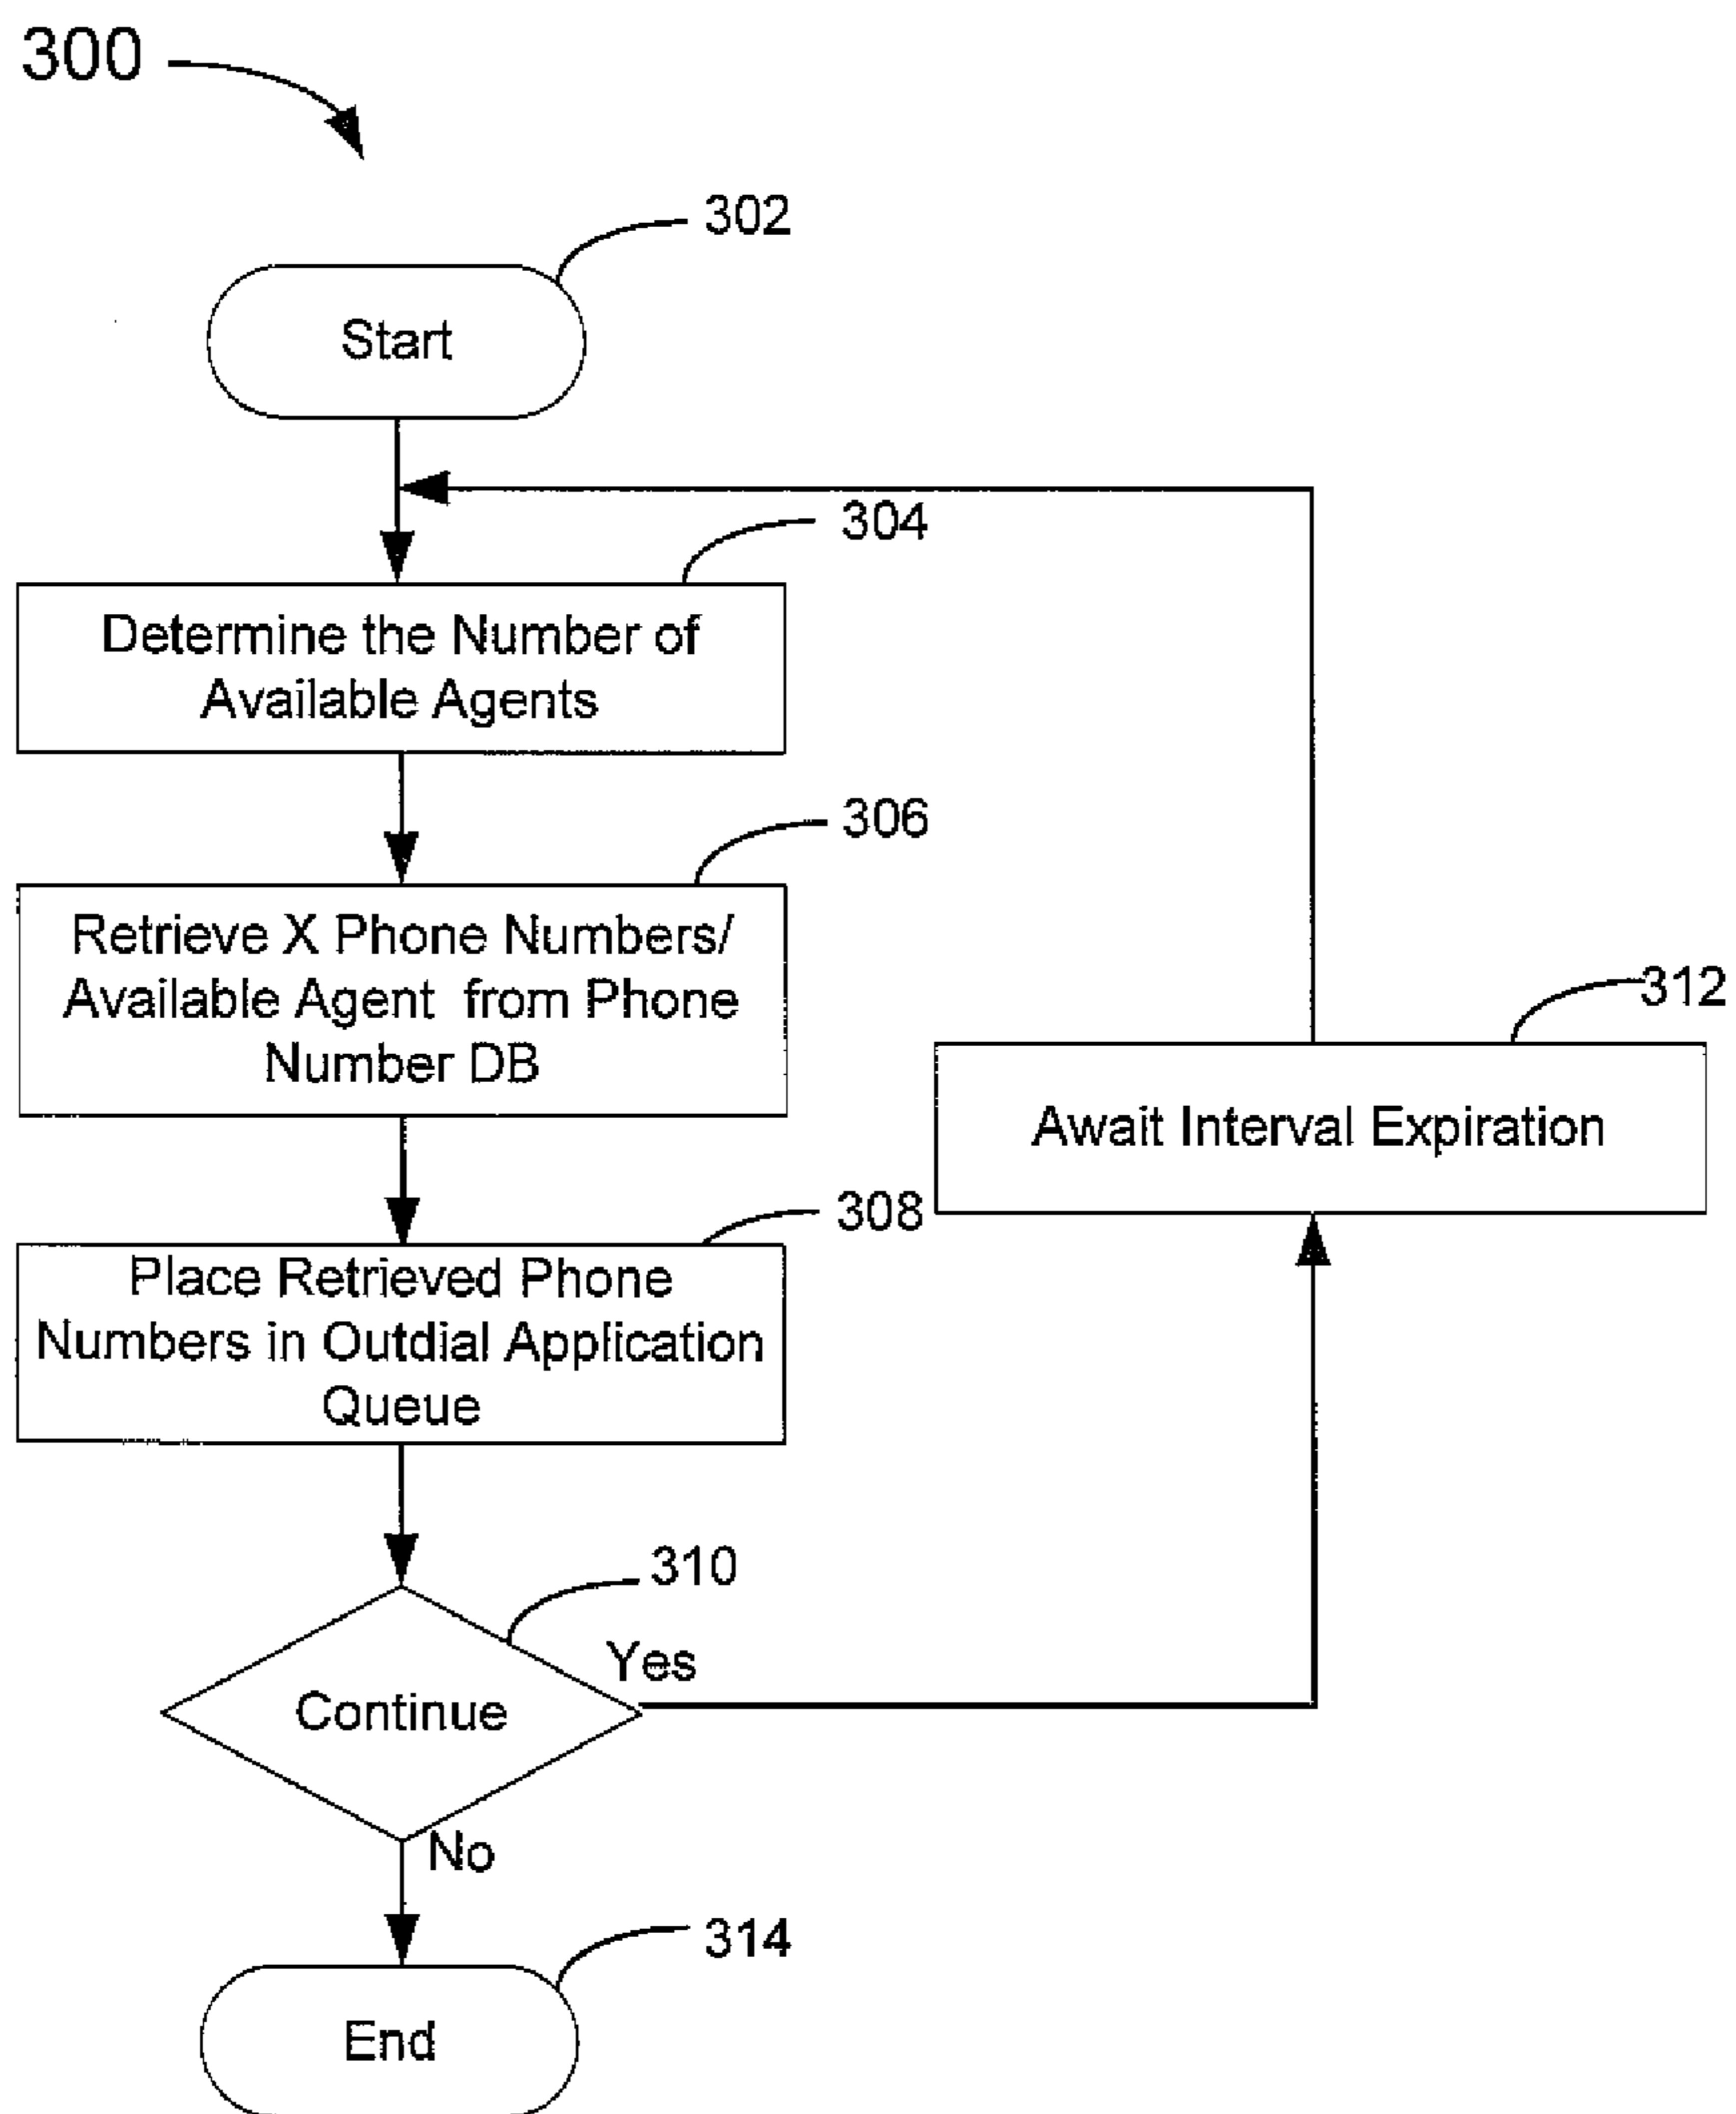 300
302
Start
304
Determine the Number of
Available Agents
306
Retrieve X Phone Numbers/
Available Agent from Phone
Number DB
312
Await Interval Expiration
308
Place Retrieved Phone
Numbers in Outdial Application
Queue
310
Yes
Continue
No
314
End